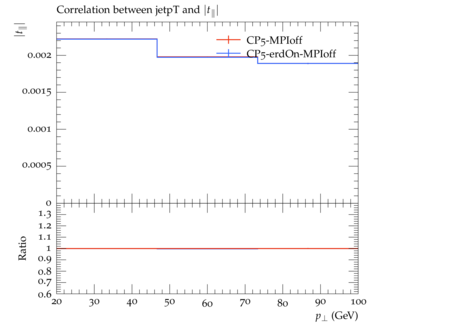 Correlation between jetpT and |t∥|
|t∥|
CP5-MPIoff
CP5-erdOn-MPIoff
0.002
0.0015
0.001
0.0005
0
Ratio
1.3
1.2
1.1
1
0.9
0.8
0.7
0.6
20 30 40 50 60 70 80 90 100
p⊥ (GeV)